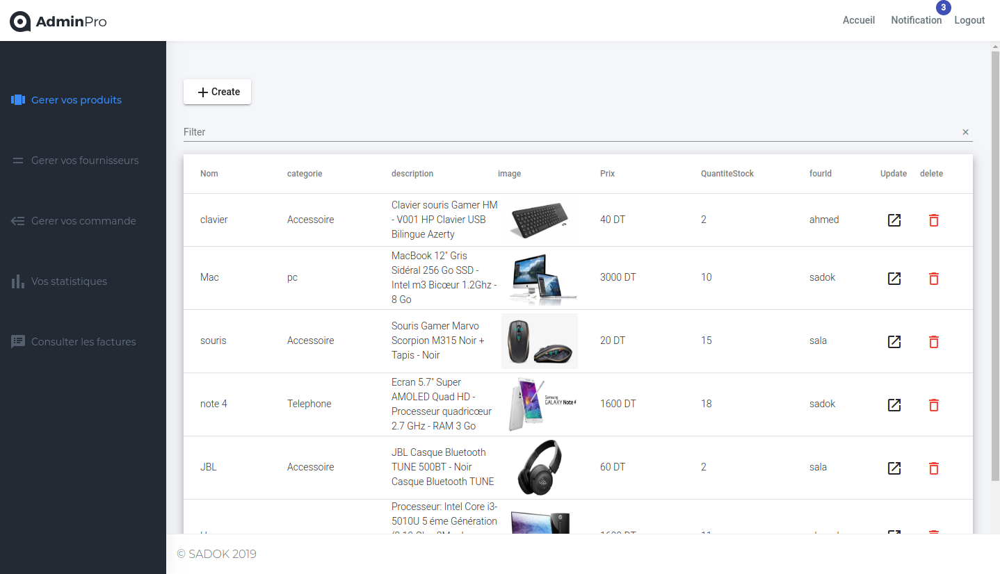 AdminPro
Accueil Notification 3 Logout
Gerer vos produits
Gerer vos fournisseurs
Gerer vos commande
Vos statistiques
Consulter les factures
Create
Filter
Nom categorie description image Prix QuantiteStock fourId Update delete
clavier Accessoire Clavier souris Gamer HM
- V001 HP Clavier USB
Bilingue Azerty
40 DT 2 ahmed
Mac pc MacBook 12" Gris
Sidéral 256 Go SSD -
Intel m3 Bicœur 1.2Ghz -
8 Go
3000 DT 10 sadok
souris Accessoire Souris Gamer Marvo
Scorpion M315 Noir +
Tapis - Noir
20 DT 15 sala
note 4 Telephone Ecran 5.7" Super
AMOLED Quad HD -
Processeur quadricœur
2.7 GHz - RAM 3 Go
Samsung
GALAXY Note 4
1600 DT 18 sadok
JBL Accessoire JBL Casque Bluetooth
TUNE 500BT - Noir
Casque Bluetooth TUNE
JBL
60 DT 2 sala
Processeur: Intel Core i3-
5010U 5 éme Génération
© SADOK 2019